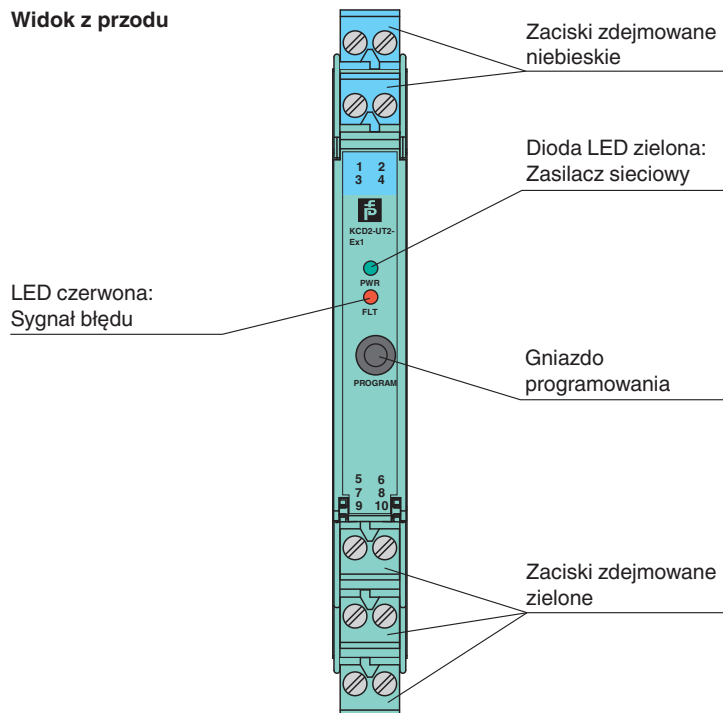 Widok z przodu
Zaciski zdejmowane
niebieskie
Dioda LED zielona:
Zasilacz sieciowy
1 2
3 4
KCD2-UT2-
Ex1
PWR
LED czerwona:
Sygnał błędu
FLT
Gniazdo
programowania
PROGRAM
5 6
7 8
9 10
Zaciski zdejmowane
zielone